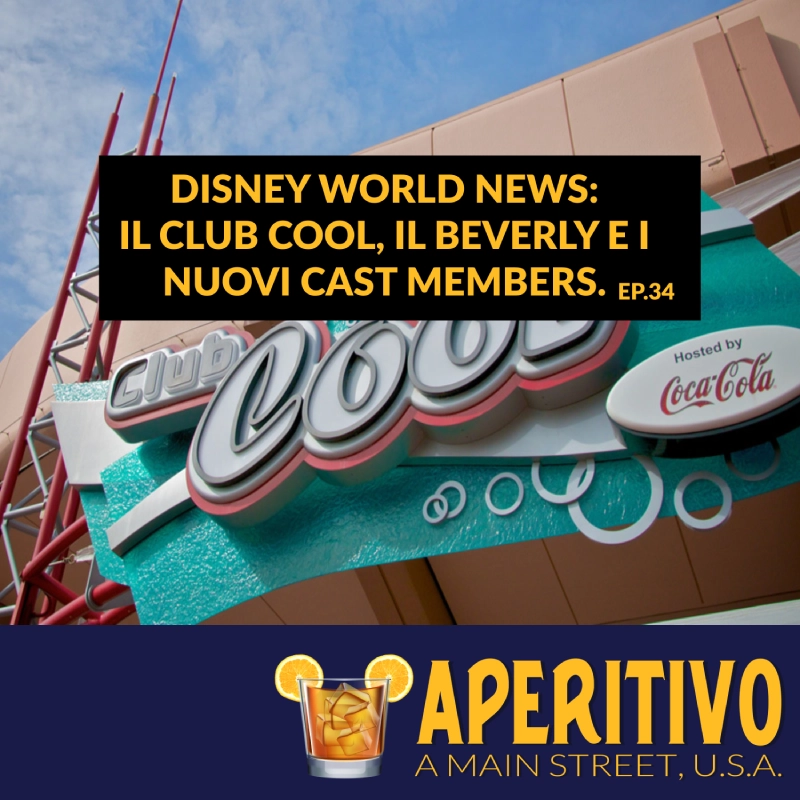 DISNEY WORLD NEWS:
IL CLUB COOL, IL BEVERLY E I
NUOVI CAST MEMBERS. EP.34
Club
Cool
Hosted by
Coca-Cola
APERITIVO
A MAIN STREET, U.S.A.